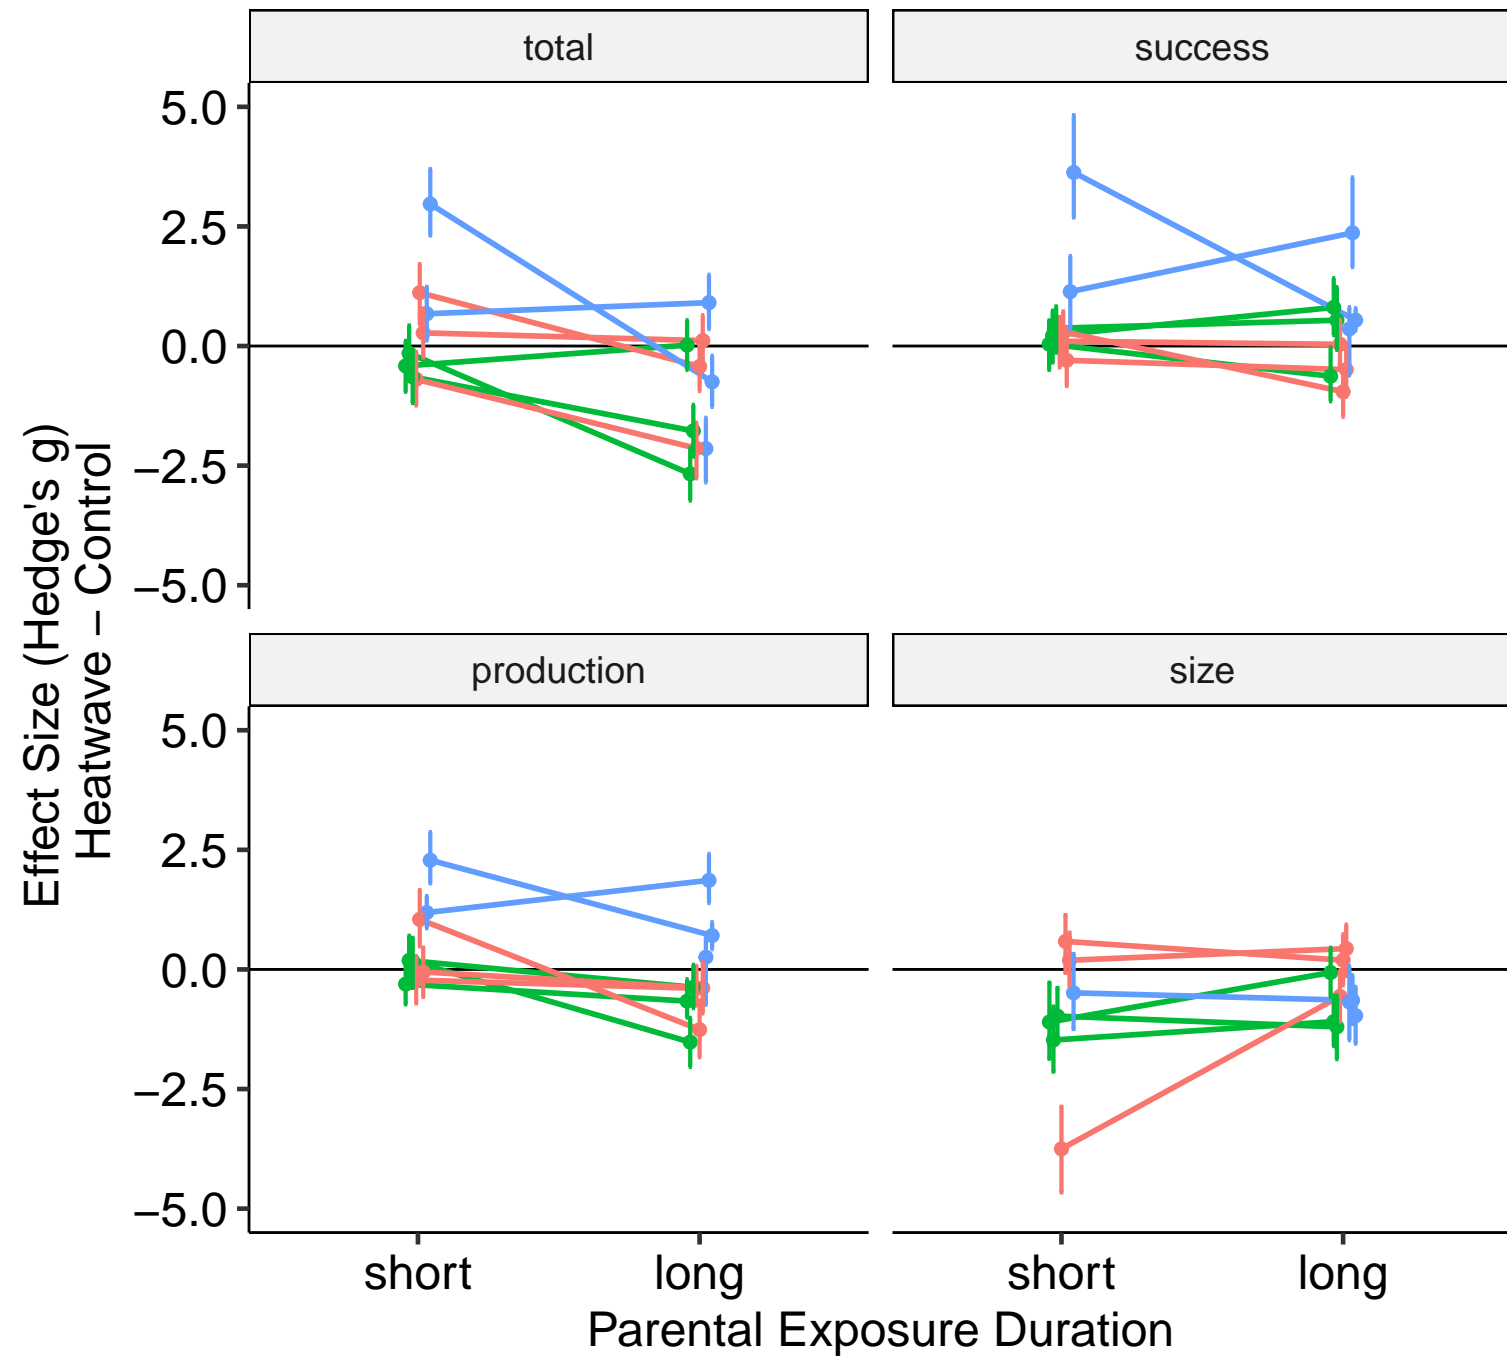 total
success
5.0
2.5
0.0
−2.5
−5.0
Effect Size (Hedge's g)
Heatwave − Control
production
size
5.0
2.5
0.0
−2.5
−5.0
short
long
short
long
Parental Exposure Duration